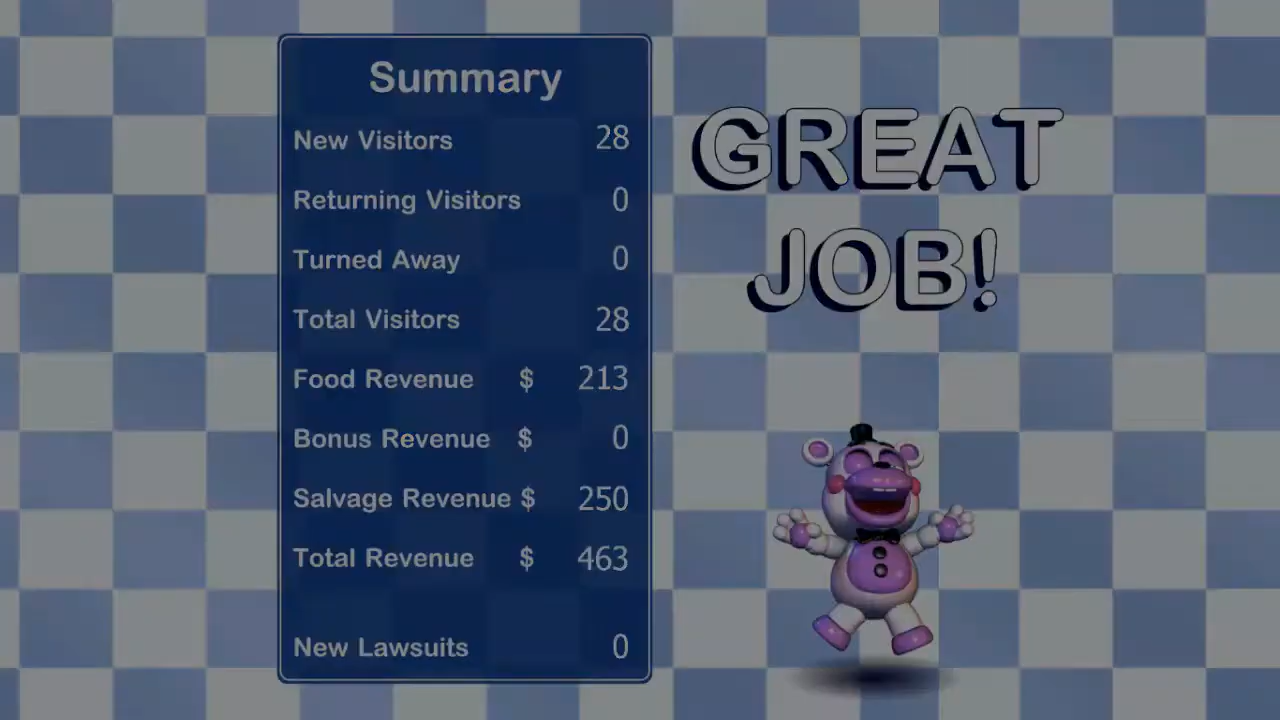 Summary
New Visitors 28
Returning Visitors 0
Turned Away 0
Total Visitors 28
Food Revenue $ 213
Bonus Revenue $ 0
Salvage Revenue $ 250
Total Revenue $ 463
New Lawsuits 0
GREAT
JOB!